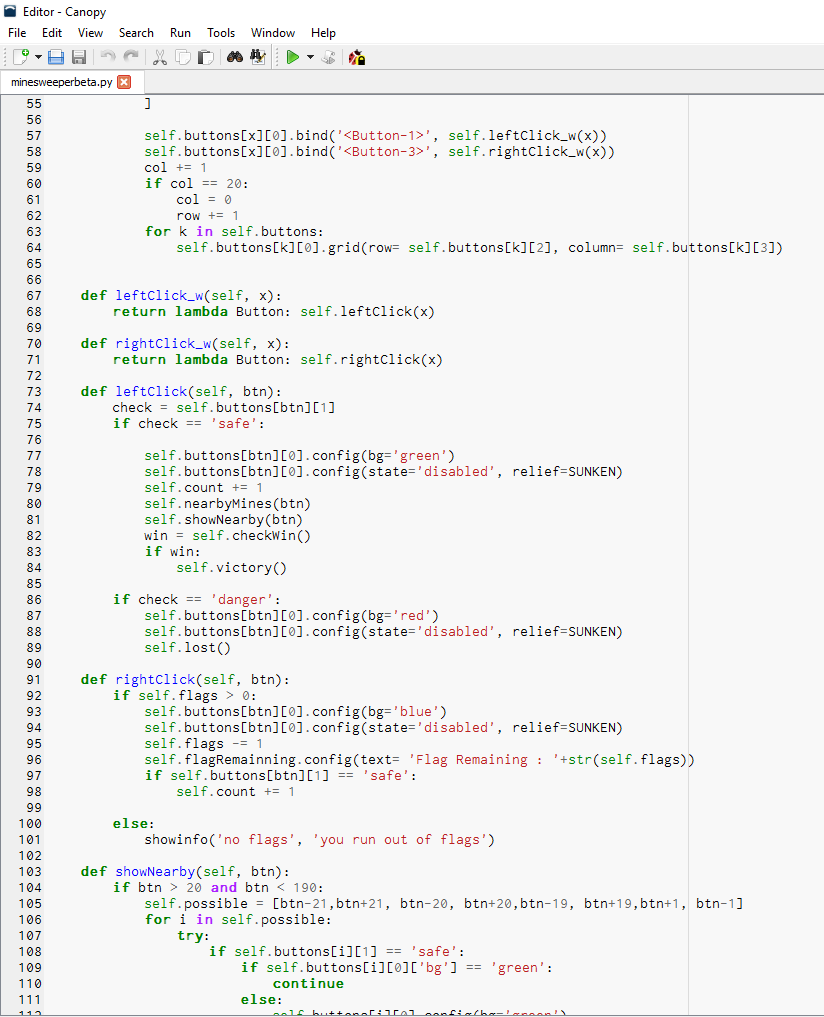 Editor - Canopy
File Edit View Search Run Tools Window Help
minesweeperbeta.py
55 ]
56
57 self.buttons[x][0].bind('<Button-1>', self.leftClick_w(x))
58 self.buttons[x][0].bind('<Button-3>', self.rightClick_w(x))
59 col += 1
60 if col == 20:
61 col = 0
62 row += 1
63 for k in self.buttons:
64 self.buttons[k][0].grid(row= self.buttons[k][2], column= self.buttons[k][3])
65
66
67 def leftClick_w(self, x):
68 return lambda Button: self.leftClick(x)
69
70 def rightClick_w(self, x):
71 return lambda Button: self.rightClick(x)
72
73 def leftClick(self, btn):
74 check = self.buttons[btn][1]
75 if check == 'safe':
76
77 self.buttons[btn][0].config(bg='green')
78 self.buttons[btn][0].config(state='disabled', relief=SUNKEN)
79 self.count += 1
80 self.nearbyMines(btn)
81 self.showNearby(btn)
82 win = self.checkWin()
83 if win:
84 self.victory()
85
86 if check == 'danger':
87 self.buttons[btn][0].config(bg='red')
88 self.buttons[btn][0].config(state='disabled', relief=SUNKEN)
89 self.lost()
90
91 def rightClick(self, btn):
92 if self.flags > 0:
93 self.buttons[btn][0].config(bg='blue')
94 self.buttons[btn][0].config(state='disabled', relief=SUNKEN)
95 self.flags -= 1
96 self.flagRemainning.config(text= 'Flag Remaining : '+str(self.flags))
97 if self.buttons[btn][1] == 'safe':
98 self.count += 1
99
100 else:
101 showinfo('no flags', 'you run out of flags')
102
103 def showNearby(self, btn):
104 if btn > 20 and btn < 190:
105 self.possible = [btn-21,btn+21, btn-20, btn+20,btn-19, btn+19,btn+1, btn-1]
106 for i in self.possible:
107 try:
108 if self.buttons[i][1] == 'safe':
109 if self.buttons[i][0]['bg'] == 'green':
110 continue
111 else:
112 self.buttons[i][0].config(bg='green')